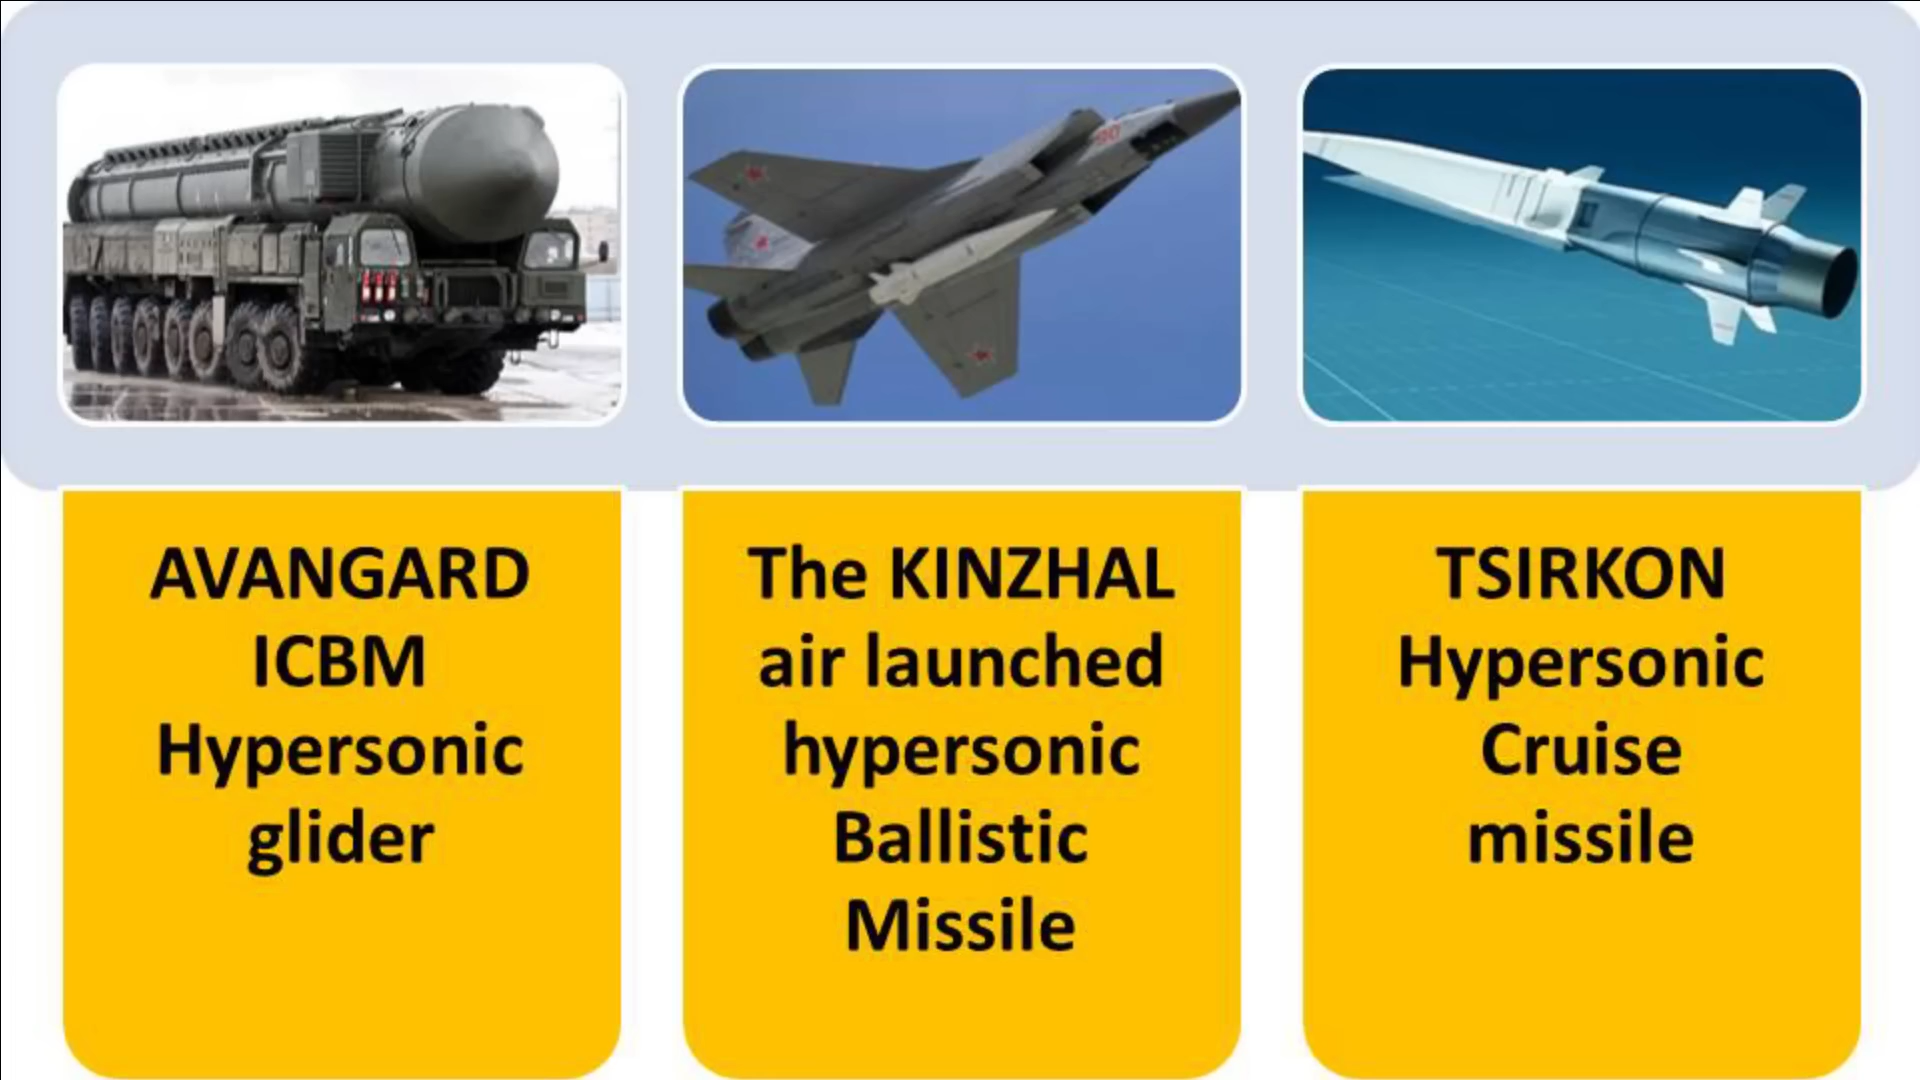 AVANGARD
ICBM
Hypersonic
glider
The KINZHAL
air launched
hypersonic
Ballistic
Missile
TSIRKON
Hypersonic
Cruise
missile